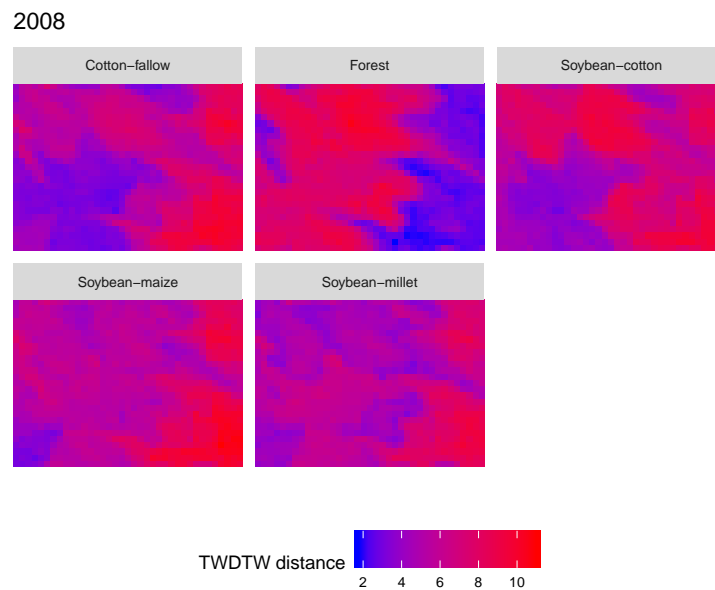 2008
Cotton−fallow
Forest
Soybean−cotton
Soybean−maize
Soybean−millet
TWDTW distance
2 4 6 8 10